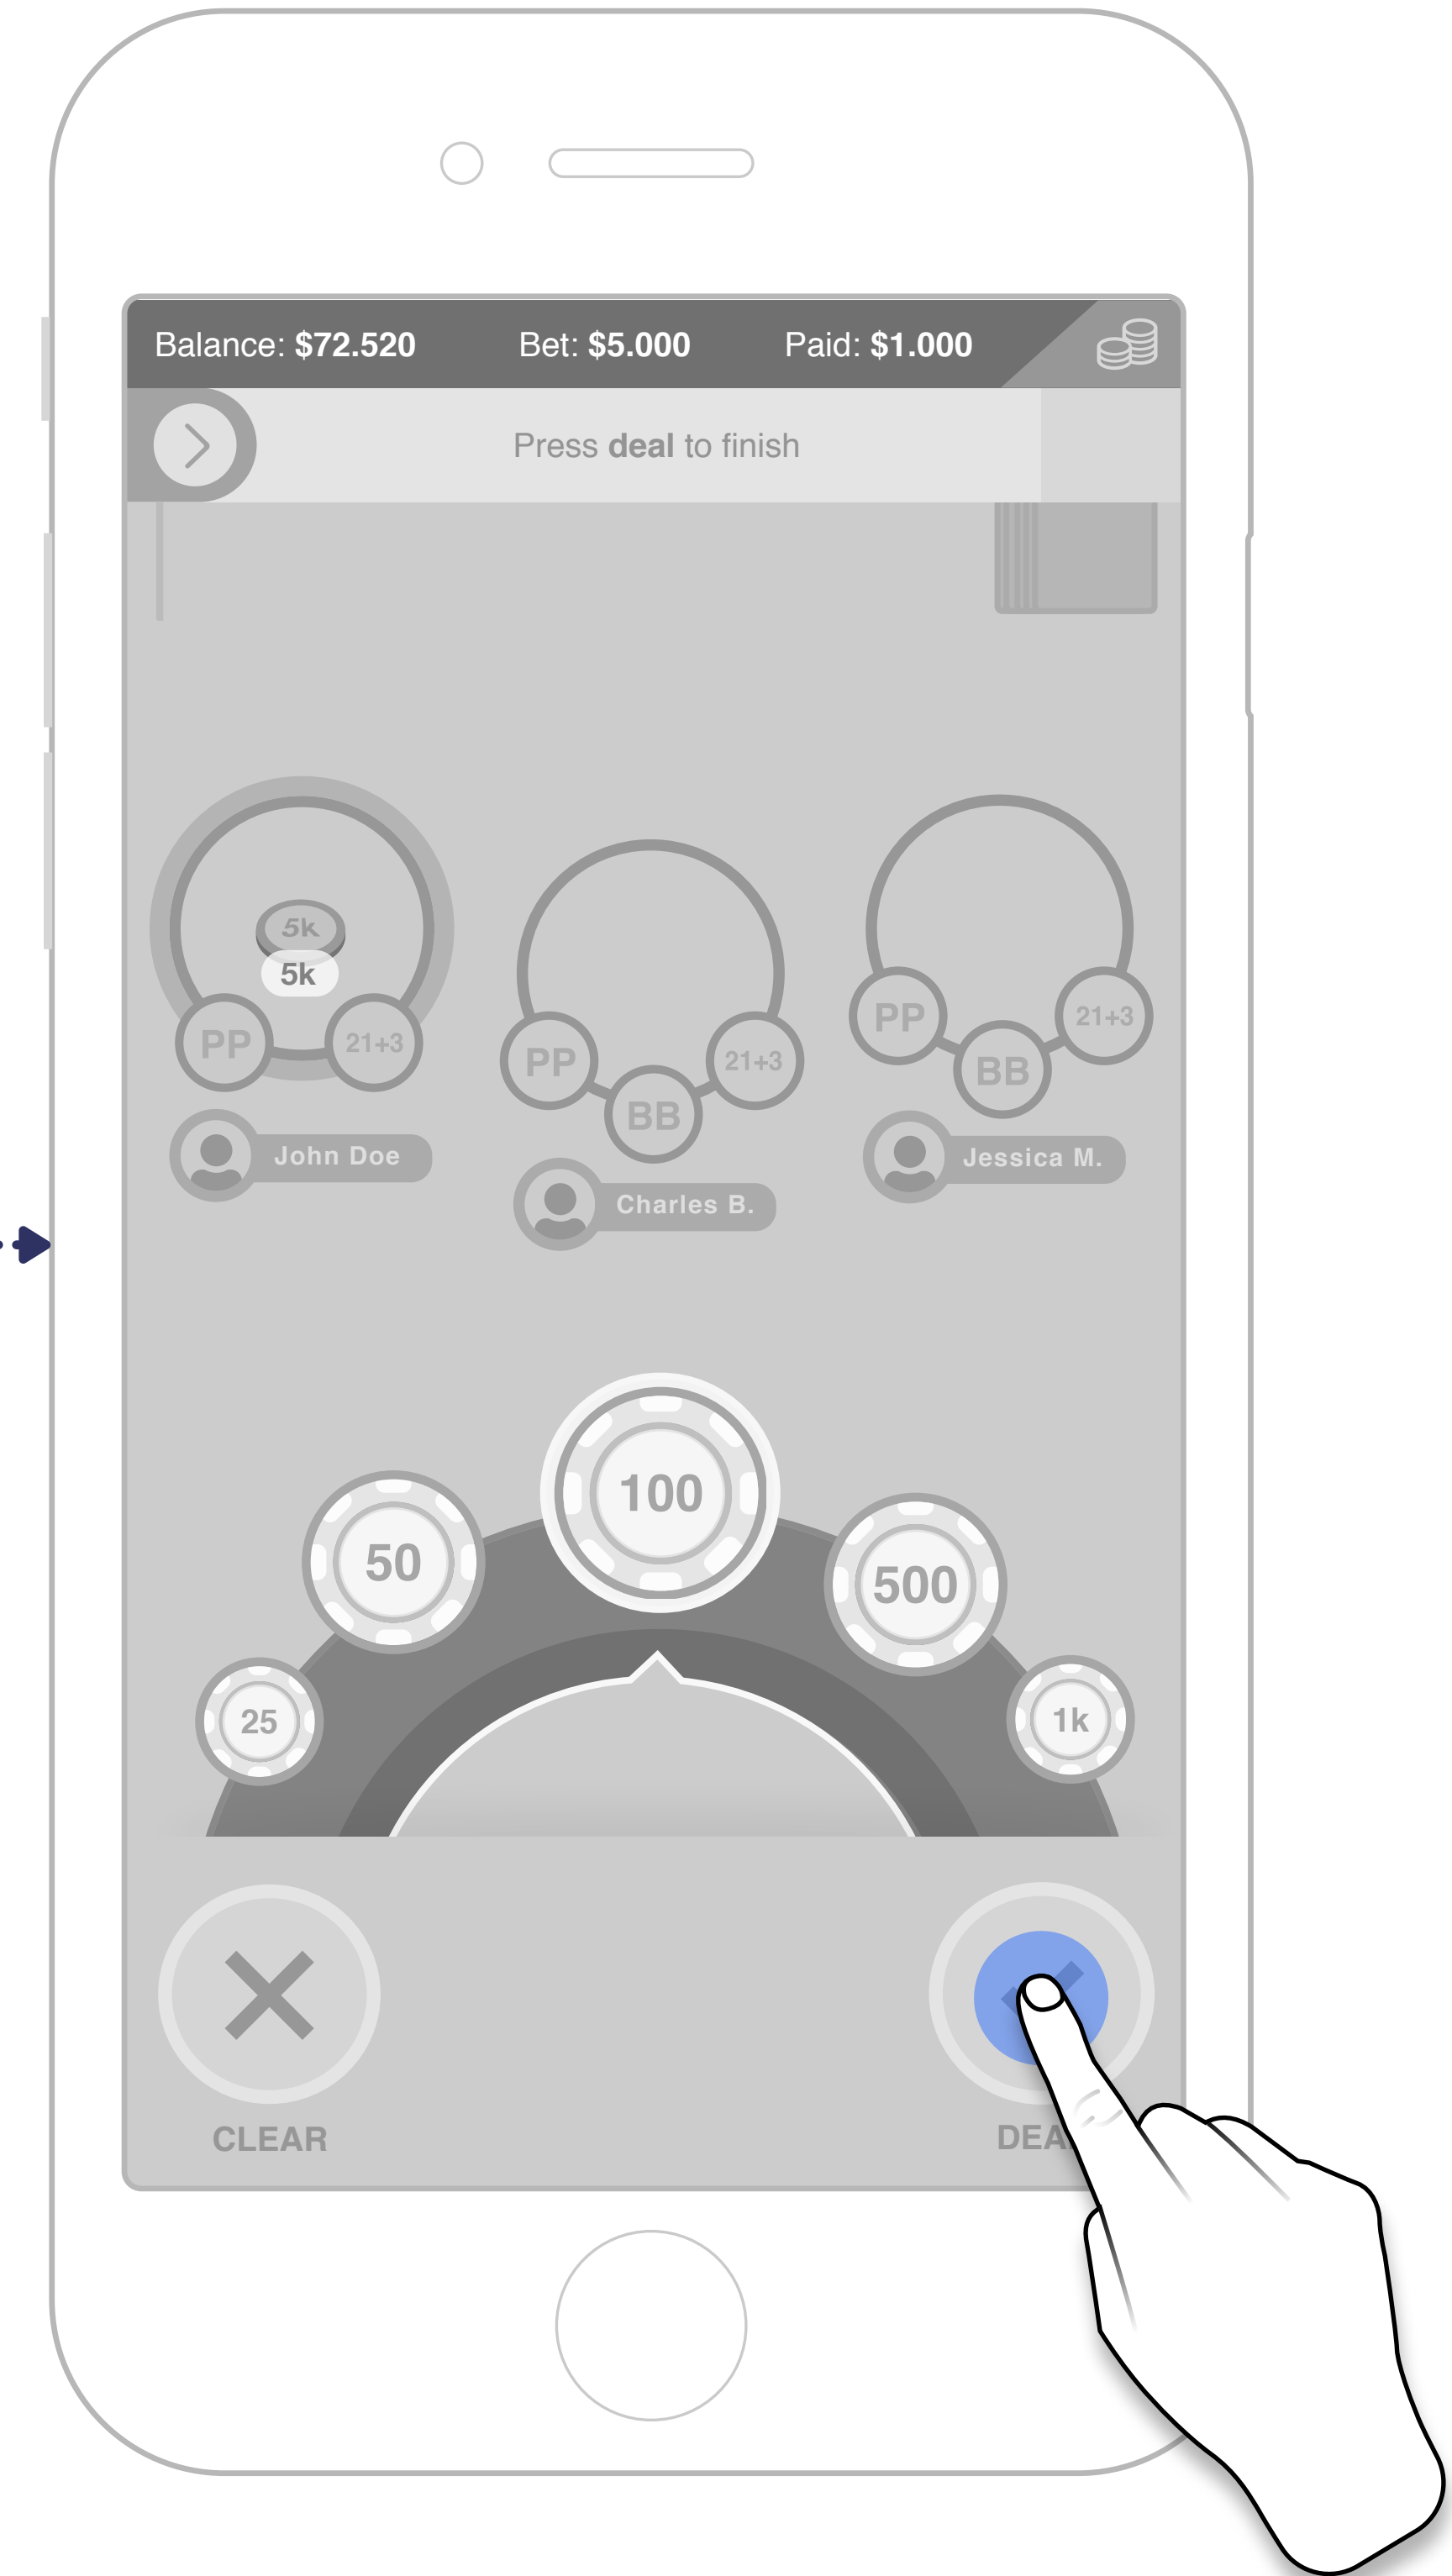 Balance: $72.520 Bet: $5.000 Paid: $1.000
Press deal to finish
5k
5k
PP 21+3
PP BB 21+3
PP BB 21+3
John Doe
Charles B.
Jessica M.
25 50 100 500 1k
CLEAR
DEA